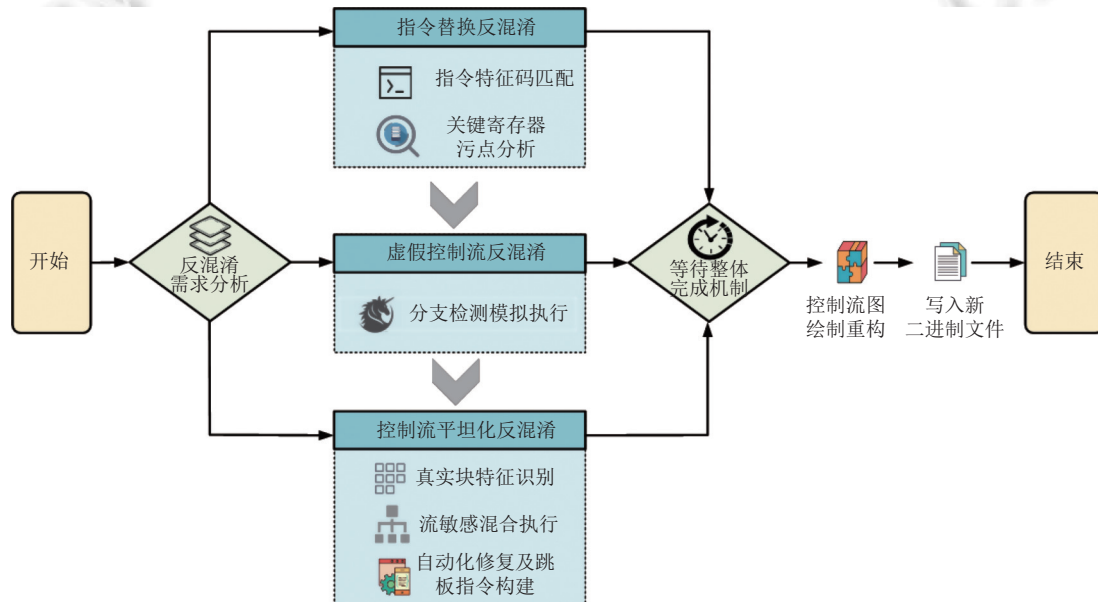 指令替换反混淆
指令特征码匹配
关键寄存器
污点分析
开始
反混淆
需求分析
虚假控制流反混淆
分支检测模拟执行
等待整体
完成机制
控制流图
绘制重构
写入新
二进制文件
结束
控制流平坦化反混淆
真实块特征识别
流敏感混合执行
自动化修复及跳
板指令构建